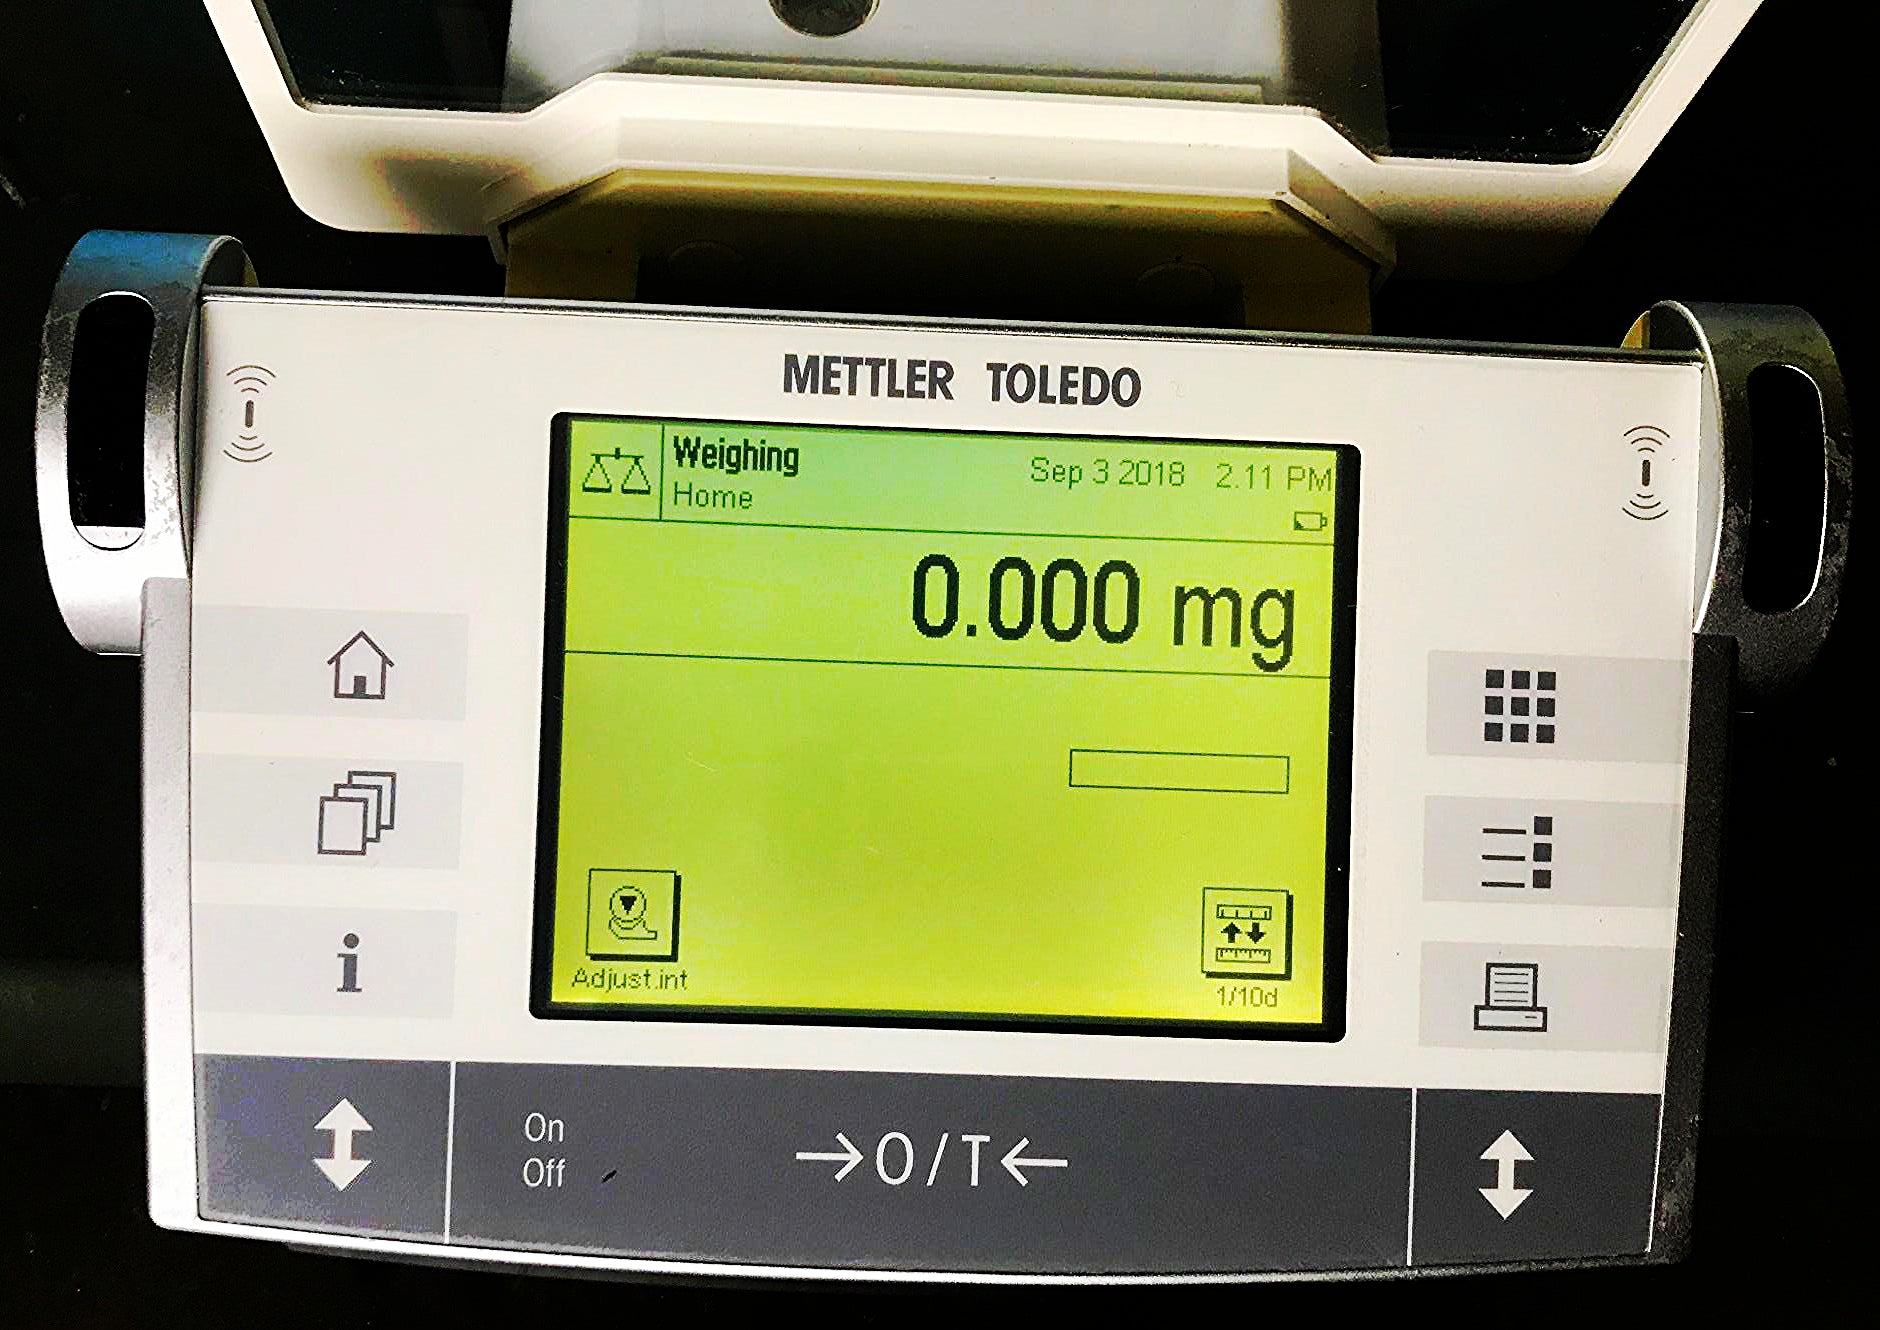 METTLER TOLEDO
Weighing
Home
Sep 3 2018 2.11 PM
0.000 mg
Adjust.int
1/10d
On
Off
→0/T←